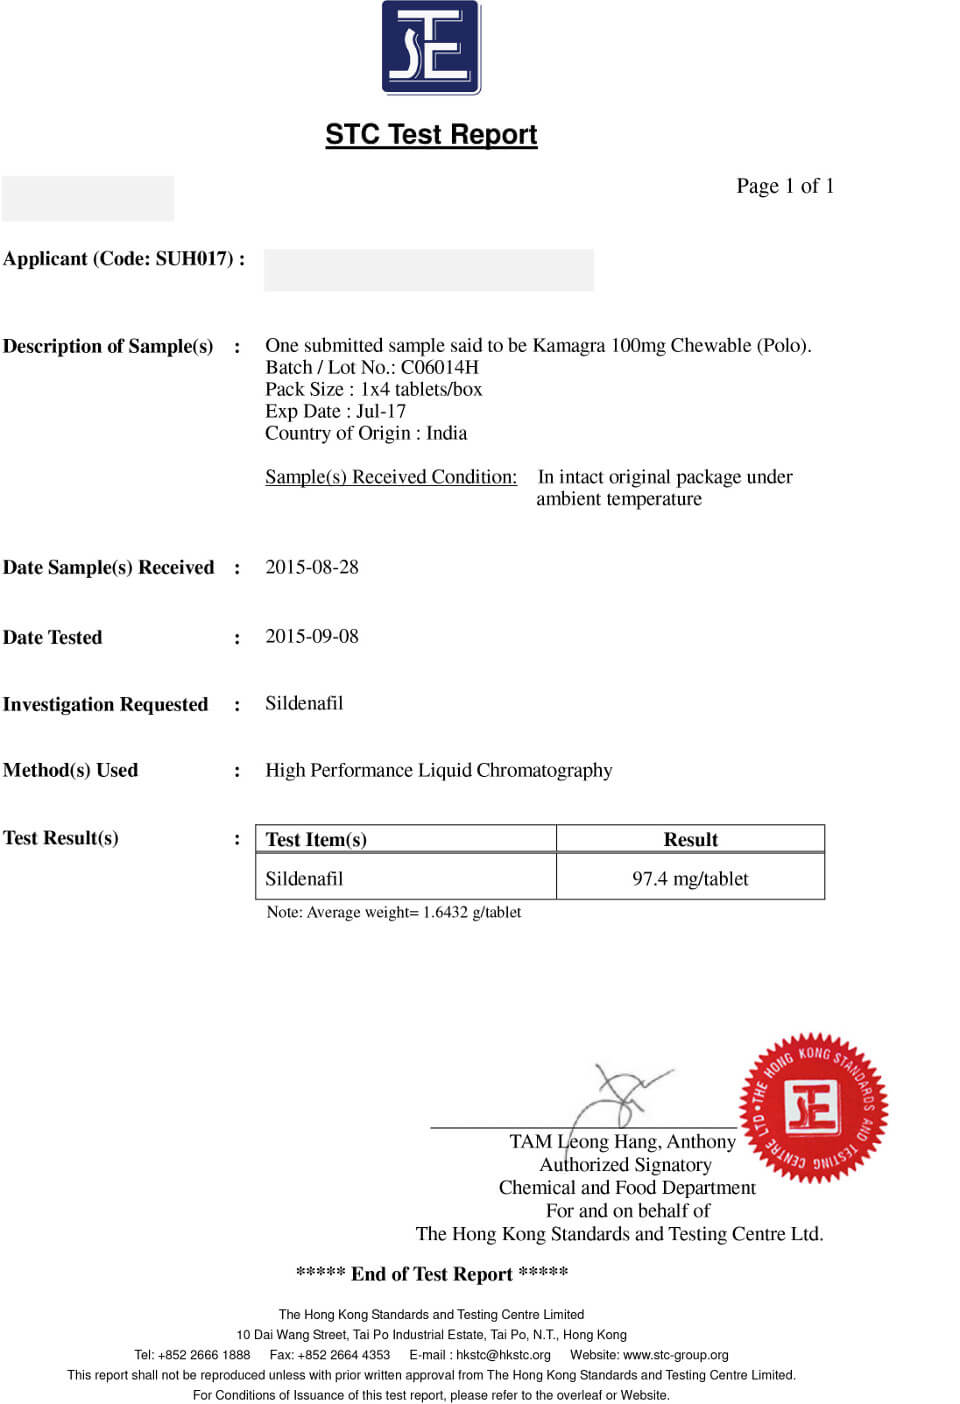 STC
STC Test Report
Page 1 of 1
Applicant (Code: SUH017) :
Description of Sample(s) : One submitted sample said to be Kamagra 100mg Chewable (Polo).
Batch / Lot No.: C06014H
Pack Size : 1x4 tablets/box
Exp Date : Jul-17
Country of Origin : India
Sample(s) Received Condition: In intact original package under
ambient temperature
Date Sample(s) Received : 2015-08-28
Date Tested : 2015-09-08
Investigation Requested : Sildenafil
Method(s) Used : High Performance Liquid Chromatography
Test Result(s) : Test Item(s) Result
Sildenafil 97.4 mg/tablet
Note: Average weight= 1.6432 g/tablet
THE HONG KONG STANDARDS AND TESTING CENTRE LTD
STC
TAM Leong Hang, Anthony
Authorized Signatory
Chemical and Food Department
For and on behalf of
The Hong Kong Standards and Testing Centre Ltd.
***** End of Test Report *****
The Hong Kong Standards and Testing Centre Limited
10 Dai Wang Street, Tai Po Industrial Estate, Tai Po, N.T., Hong Kong
Tel: +852 2666 1888 Fax: +852 2664 4353 E-mail : hkstc@hkstc.org Website: www.stc-group.org
This report shall not be reproduced unless with prior written approval from The Hong Kong Standards and Testing Centre Limited.
For Conditions of Issuance of this test report, please refer to the overleaf or Website.